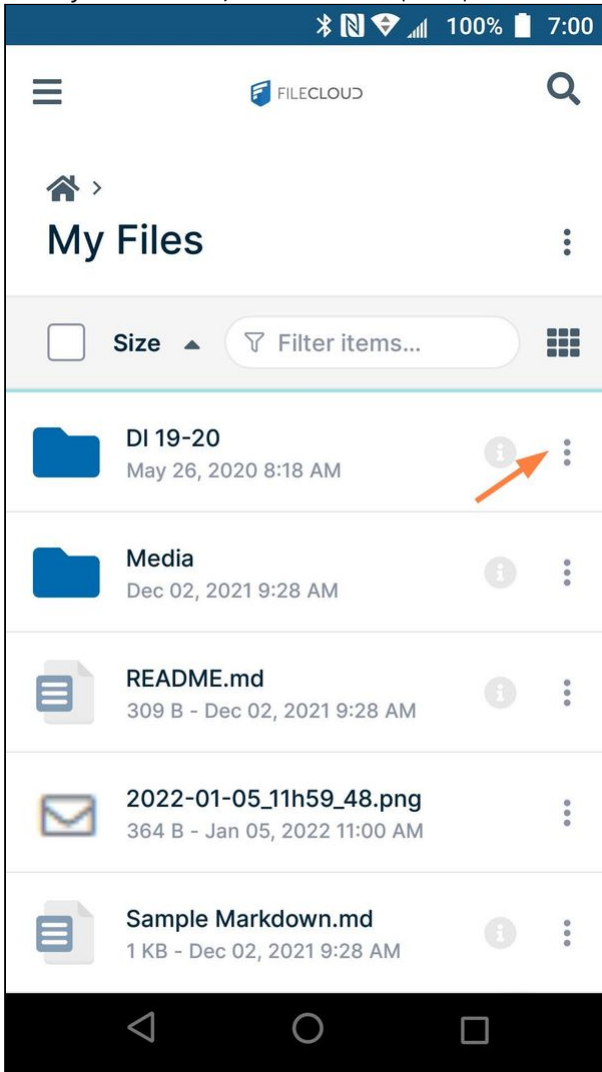 100% 7:00
FILECLOUD
My Files
Size Filter items...
DI 19-20
May 26, 2020 8:18 AM
Media
Dec 02, 2021 9:28 AM
README.md
309 B - Dec 02, 2021 9:28 AM
2022-01-05_11h59_48.png
364 B - Jan 05, 2022 11:00 AM
Sample Markdown.md
1 KB - Dec 02, 2021 9:28 AM